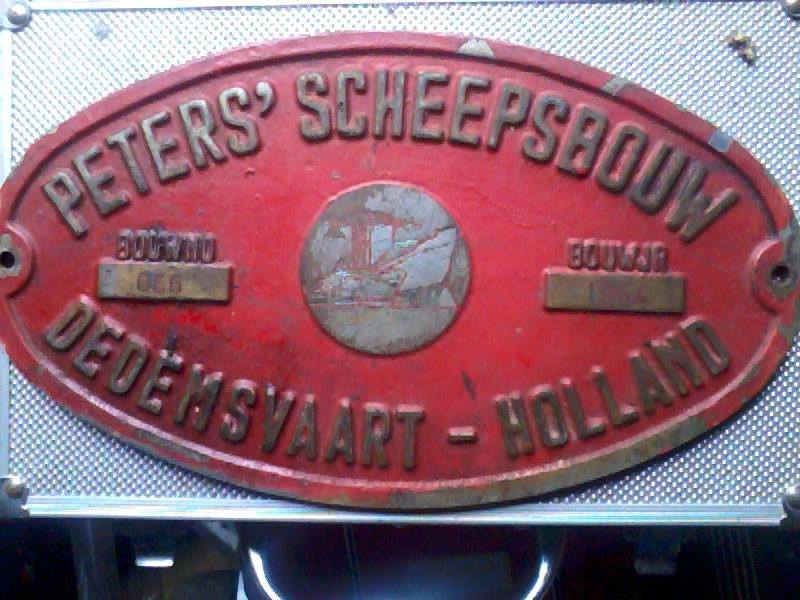 PETERS' SCHEEPSBOUW
BOUWNO
BOUWJR
DEDEMSVAART - HOLLAND